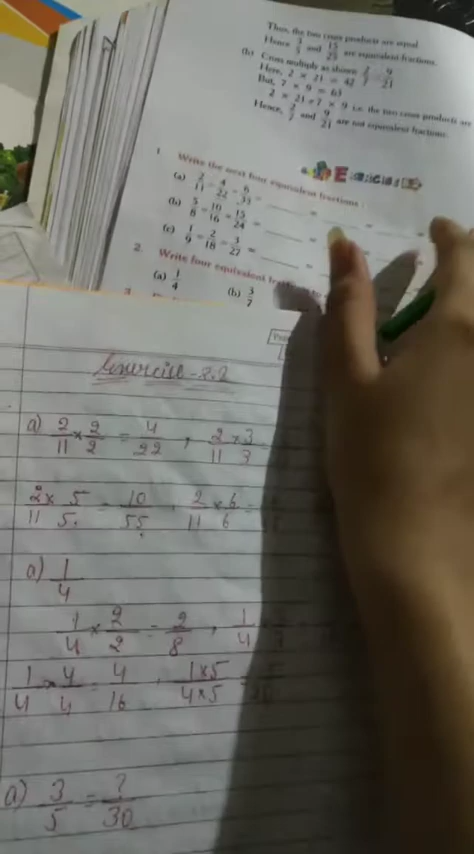 Thus, the two cross products are equal.
Hence 3/5 and 15/25 are equivalent fractions.
(b) Cross multiply as shown 2/7 = 9/21
Here, 2 × 21 = 42
But, 7 × 9 = 63
2 × 21 ≠ 7 × 9 i.e. the two cross products are
Hence, 2/7 and 9/21 are not equivalent fractions.
1. Write the next four equivalent fractions :
(a) 2/11 = 4/22 = 6/33 = ____ = ____ =
(b) 5/8 = 10/16 = 15/24 = ____ =
(c) 1/9 = 2/18 = 3/27 = ____ =
2. Write four equivalent
(a) 1/4 (b) 3/7
Exercise - 8.2
a) 2/11 × 2/2 = 4/22 , 2/11 × 3/3
2/11 × 5/5 = 10/55 , 2/11 × 6/6 =
a) 1/4
1/4 × 2/2 = 2/8 , 1/4
1/4 × 4/4 = 4/16 , 1×5/4×5
a) 3/5 = ?/30